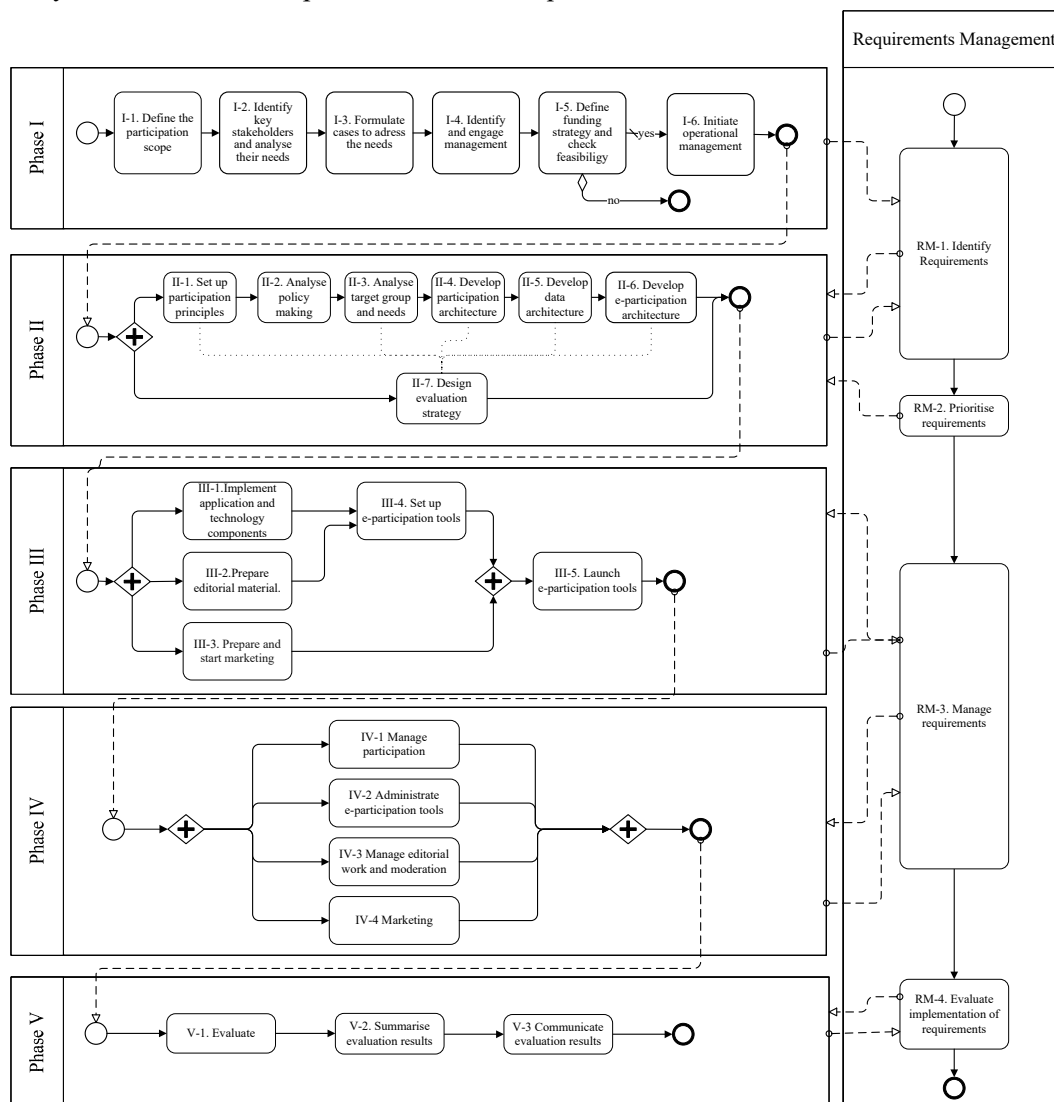 Requirements Management
Phase I
I-1. Define the
participation
scope
I-2. Identify
key
stakeholders
and analyse
their needs
I-3. Formulate
cases to adress
the needs
I-4. Identify
and engage
management
I-5. Define
funding
strategy and
check
feasibiligy
yes
no
I-6. Initiate
operational
management
RM-1. Identify
Requirements
Phase II
II-1. Set up
participation
principles
II-2. Analyse
policy
making
II-3. Analyse
target group
and needs
II-4. Develop
participation
architecture
II-5. Develop
data
architecture
II-6. Develop
e-participation
architecture
II-7. Design
evaluation
strategy
RM-2. Prioritise
requirements
Phase III
III-1.Implement
application and
technology
components
III-2.Prepare
editorial material.
III-3. Prepare and
start marketing
III-4. Set up
e-participation tools
III-5. Launch
e-participation tools
RM-3. Manage
requirements
Phase IV
IV-1 Manage
participation
IV-2 Administrate
e-participation tools
IV-3 Manage editorial
work and moderation
IV-4 Marketing
Phase V
V-1. Evaluate
V-2. Summarise
evaluation results
V-3 Communicate
evaluation results
RM-4. Evaluate
implementation of
requirements